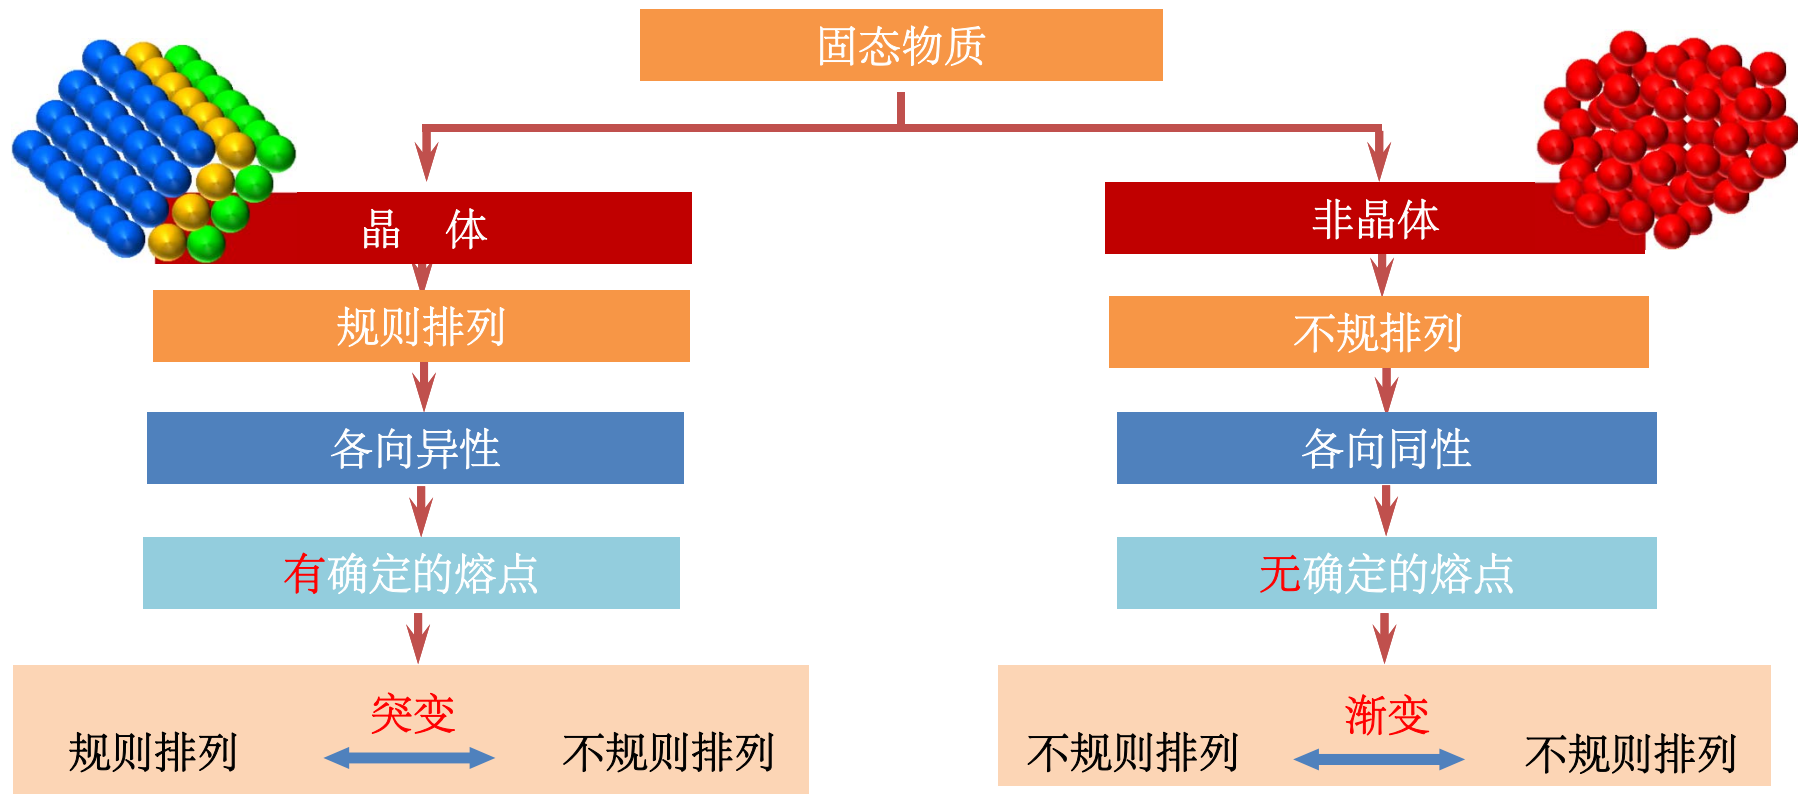 固态物质
晶 体
规则排列
各向异性
有确定的熔点
突变
规则排列
不规则排列
非晶体
不规排列
各向同性
无确定的熔点
渐变
不规则排列
不规则排列